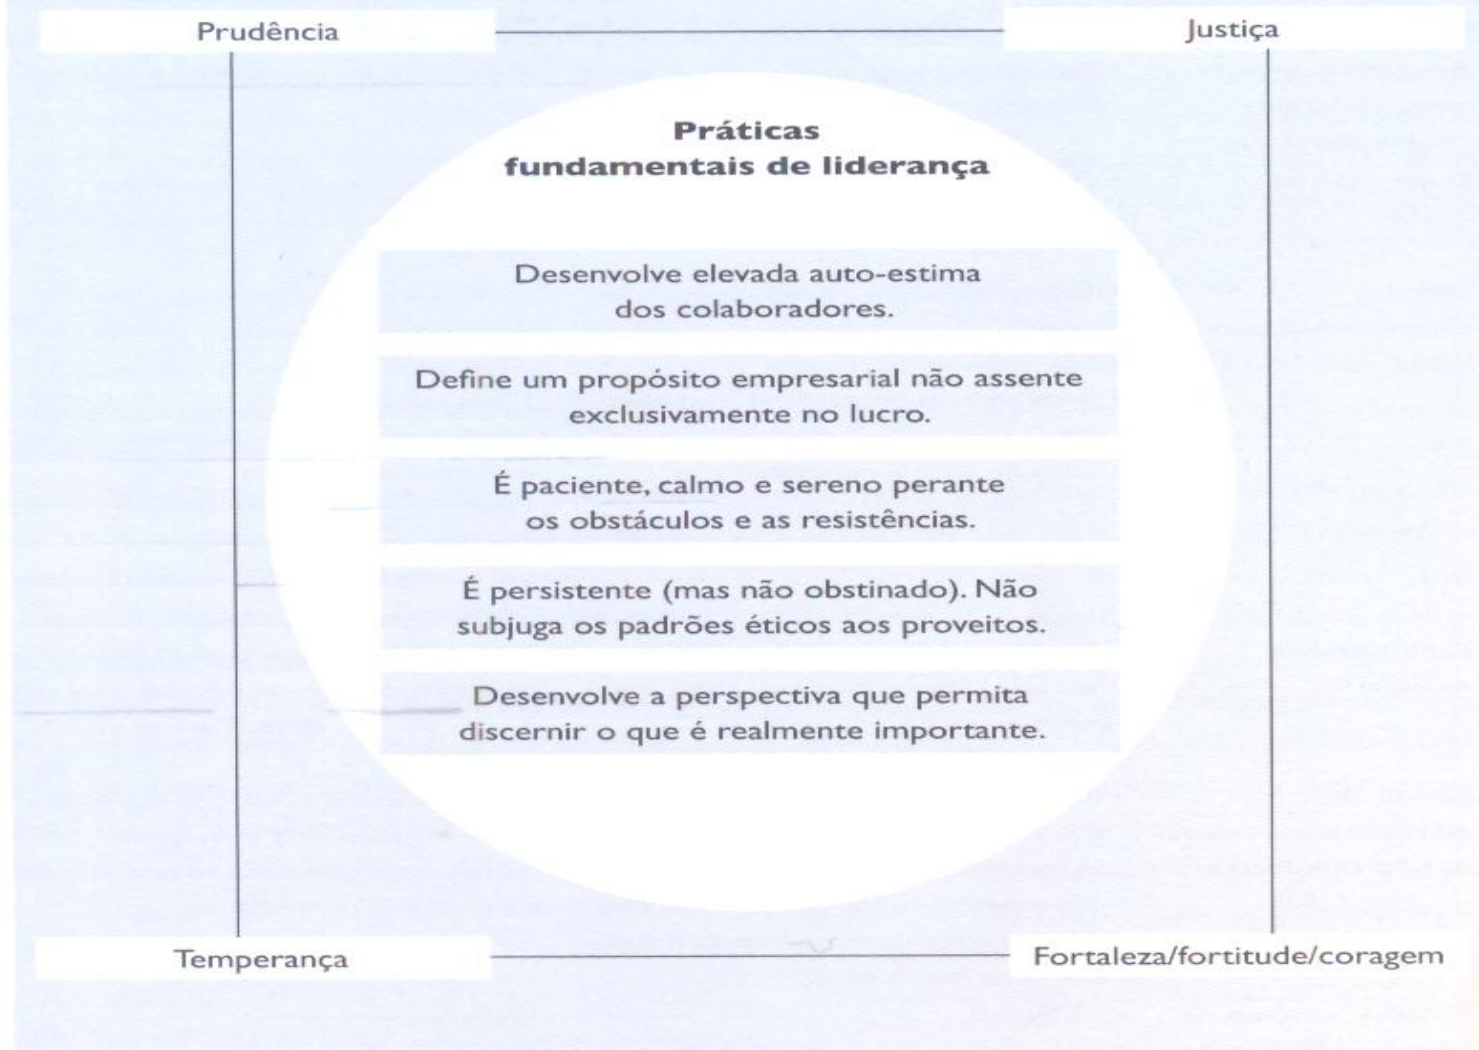 Prudência
Justiça
Práticas
fundamentais de liderança
Desenvolve elevada auto-estima
dos colaboradores.
Define um propósito empresarial não assente
exclusivamente no lucro.
É paciente, calmo e sereno perante
os obstáculos e as resistências.
É persistente (mas não obstinado). Não
subjuga os padrões éticos aos proveitos.
Desenvolve a perspectiva que permita
discernir o que é realmente importante.
Temperança
Fortaleza/fortitude/coragem